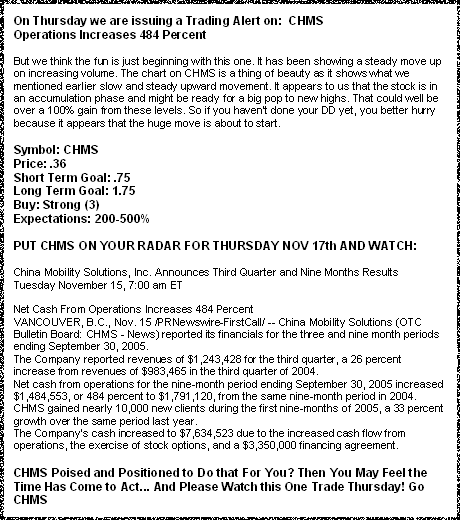 On Thursday we are issuing a Trading Alert on:  CHMS
Operations Increases 484 Percent
But we think the fun is just beginning with this one. It has been showing a steady move up
on increasing volume. The chart on CHMS is a thing of beauty as it shows what we
mentioned earlier slow and steady upward movement. It appears to us that the stock is in
an accumulation phase and might be ready for a big pop to new highs. That could well be
over a 100% gain from these levels. So if you haven't done your DD yet, you better hurry
because it appears that the huge move is about to start.
Symbol: CHMS
Price: .36
Short Term Goal: .75
Long Term Goal: 1.75
Buy: Strong (3)
Expectations: 200-500%
PUT CHMS ON YOUR RADAR FOR THURSDAY NOV 17th AND WATCH:
China Mobility Solutions, Inc. Announces Third Quarter and Nine Months Results
Tuesday November 15, 7:00 am ET
Net Cash From Operations Increases 484 Percent
VANCOUVER, B.C., Nov. 15 /PRNewswire-FirstCall/ -- China Mobility Solutions (OTC
Bulletin Board: CHMS - News) reported its financials for the three and nine month periods
ending September 30, 2005.
The Company reported revenues of $1,243,428 for the third quarter, a 26 percent
increase from revenues of $983,465 in the third quarter of 2004.
Net cash from operations for the nine-month period ending September 30, 2005 increased
$1,484,553, or 484 percent to $1,791,120, from the same nine-month period in 2004.
CHMS gained nearly 10,000 new clients during the first nine-months of 2005, a 33 percent
growth over the same period last year.
The Company's cash increased to $7,634,523 due to the increased cash flow from
operations, the exercise of stock options, and a $3,350,000 financing agreement.
CHMS Poised and Positioned to Do that For You? Then You May Feel the
Time Has Come to Act... And Please Watch this One Trade Thursday! Go
CHMS